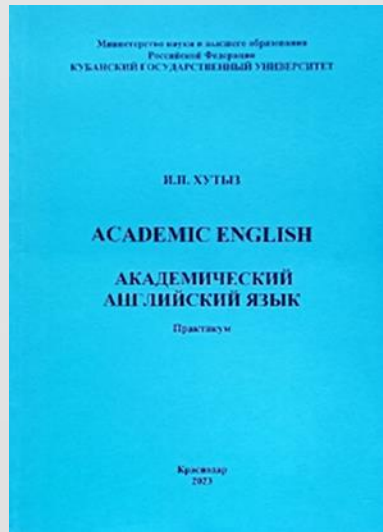 Министерство науки и высшего образования
Российской Федерации
КУБАНСКИЙ ГОСУДАРСТВЕННЫЙ УНИВЕРСИТЕТ
И.П. ХУТЫЗ
ACADEMIC ENGLISH
АКАДЕМИЧЕСКИЙ
АНГЛИЙСКИЙ ЯЗЫК
Практикум
Краснодар
2023